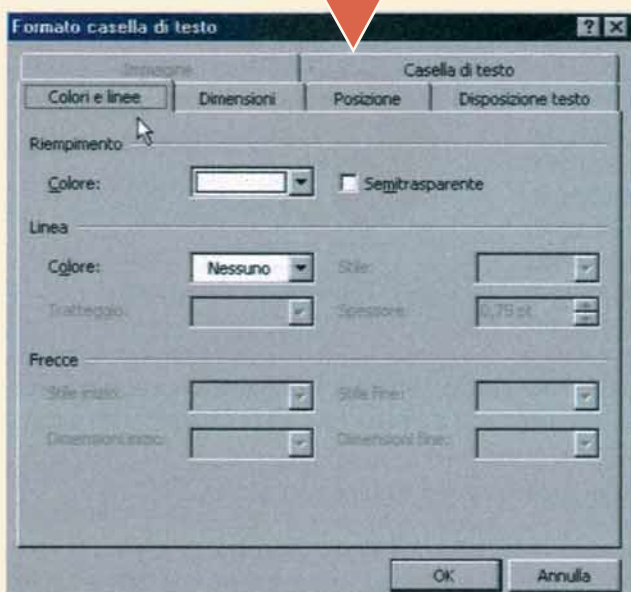 Formato casella di testo
Immagine Casella di testo
Colori e linee Dimensioni Posizione Disposizione testo
Riempimento
Colore: Semitrasparente
Linea
Colore: Nessuno Stile:
Tratteggio: Spessore: 0,75 pt
Frecce
Stile inizio: Stile fine:
Dimensioni inizio: Dimensioni fine:
OK Annulla